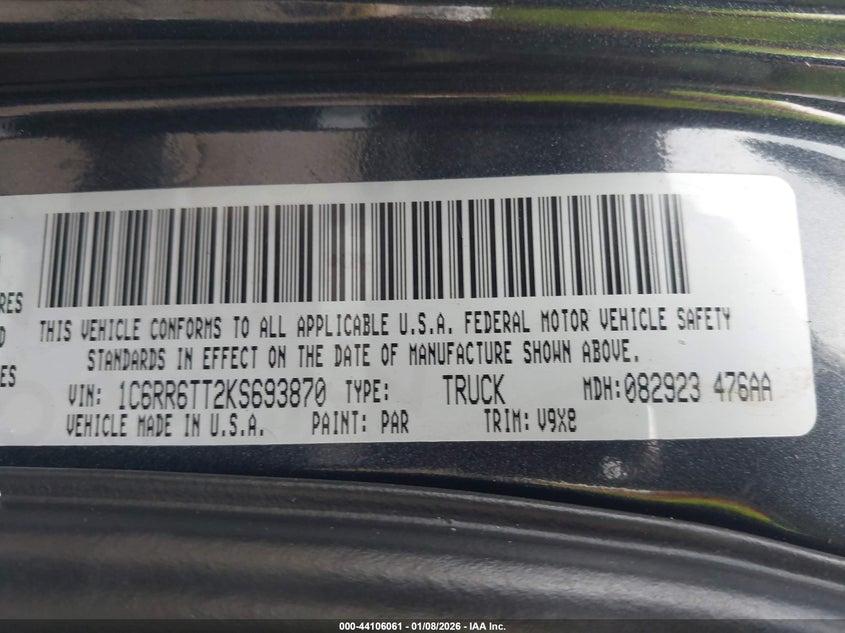 RES
THIS VEHICLE CONFORMS TO ALL APPLICABLE U.S.A. FEDERAL MOTOR VEHICLE SAFETY
STANDARDS IN EFFECT ON THE DATE OF MANUFACTURE SHOWN ABOVE.
ES
VIN: 1C6RR6TT2KS693870 TYPE: TRUCK MDH:082923 476AA
VEHICLE MADE IN U.S.A. PAINT: PAR TRIM: V9X8
000-44106061 - 01/08/2026 - IAA Inc.